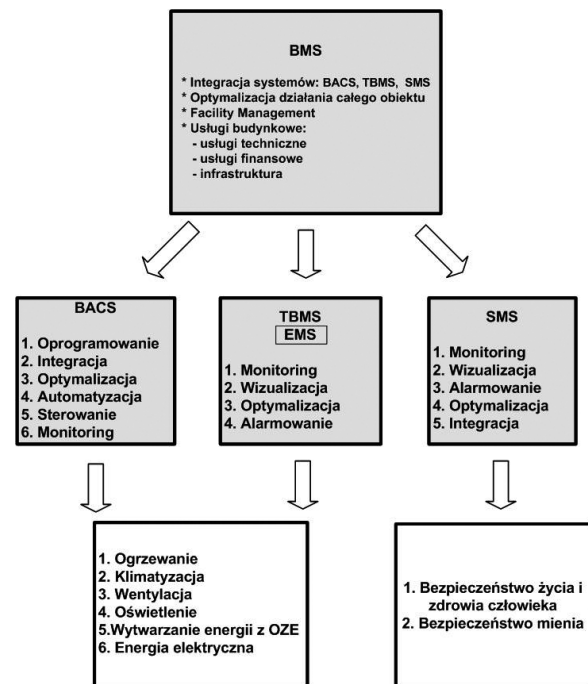 BMS
* Integracja systemów: BACS, TBMS, SMS
* Optymalizacja działania całego obiektu
* Facility Management
* Usługi budynkowe:
- usługi techniczne
- usługi finansowe
- infrastruktura
BACS
1. Oprogramowanie
2. Integracja
3. Optymalizacja
4. Automatyzacja
5. Sterowanie
6. Monitoring
TBMS
EMS
1. Monitoring
2. Wizualizacja
3. Optymalizacja
4. Alarmowanie
SMS
1. Monitoring
2. Wizualizacja
3. Alarmowanie
4. Optymalizacja
5. Integracja
1. Ogrzewanie
2. Klimatyzacja
3. Wentylacja
4. Oświetlenie
5.Wytwarzanie energii z OZE
6. Energia elektryczna
1. Bezpieczeństwo życia i
zdrowia człowieka
2. Bezpieczeństwo mienia